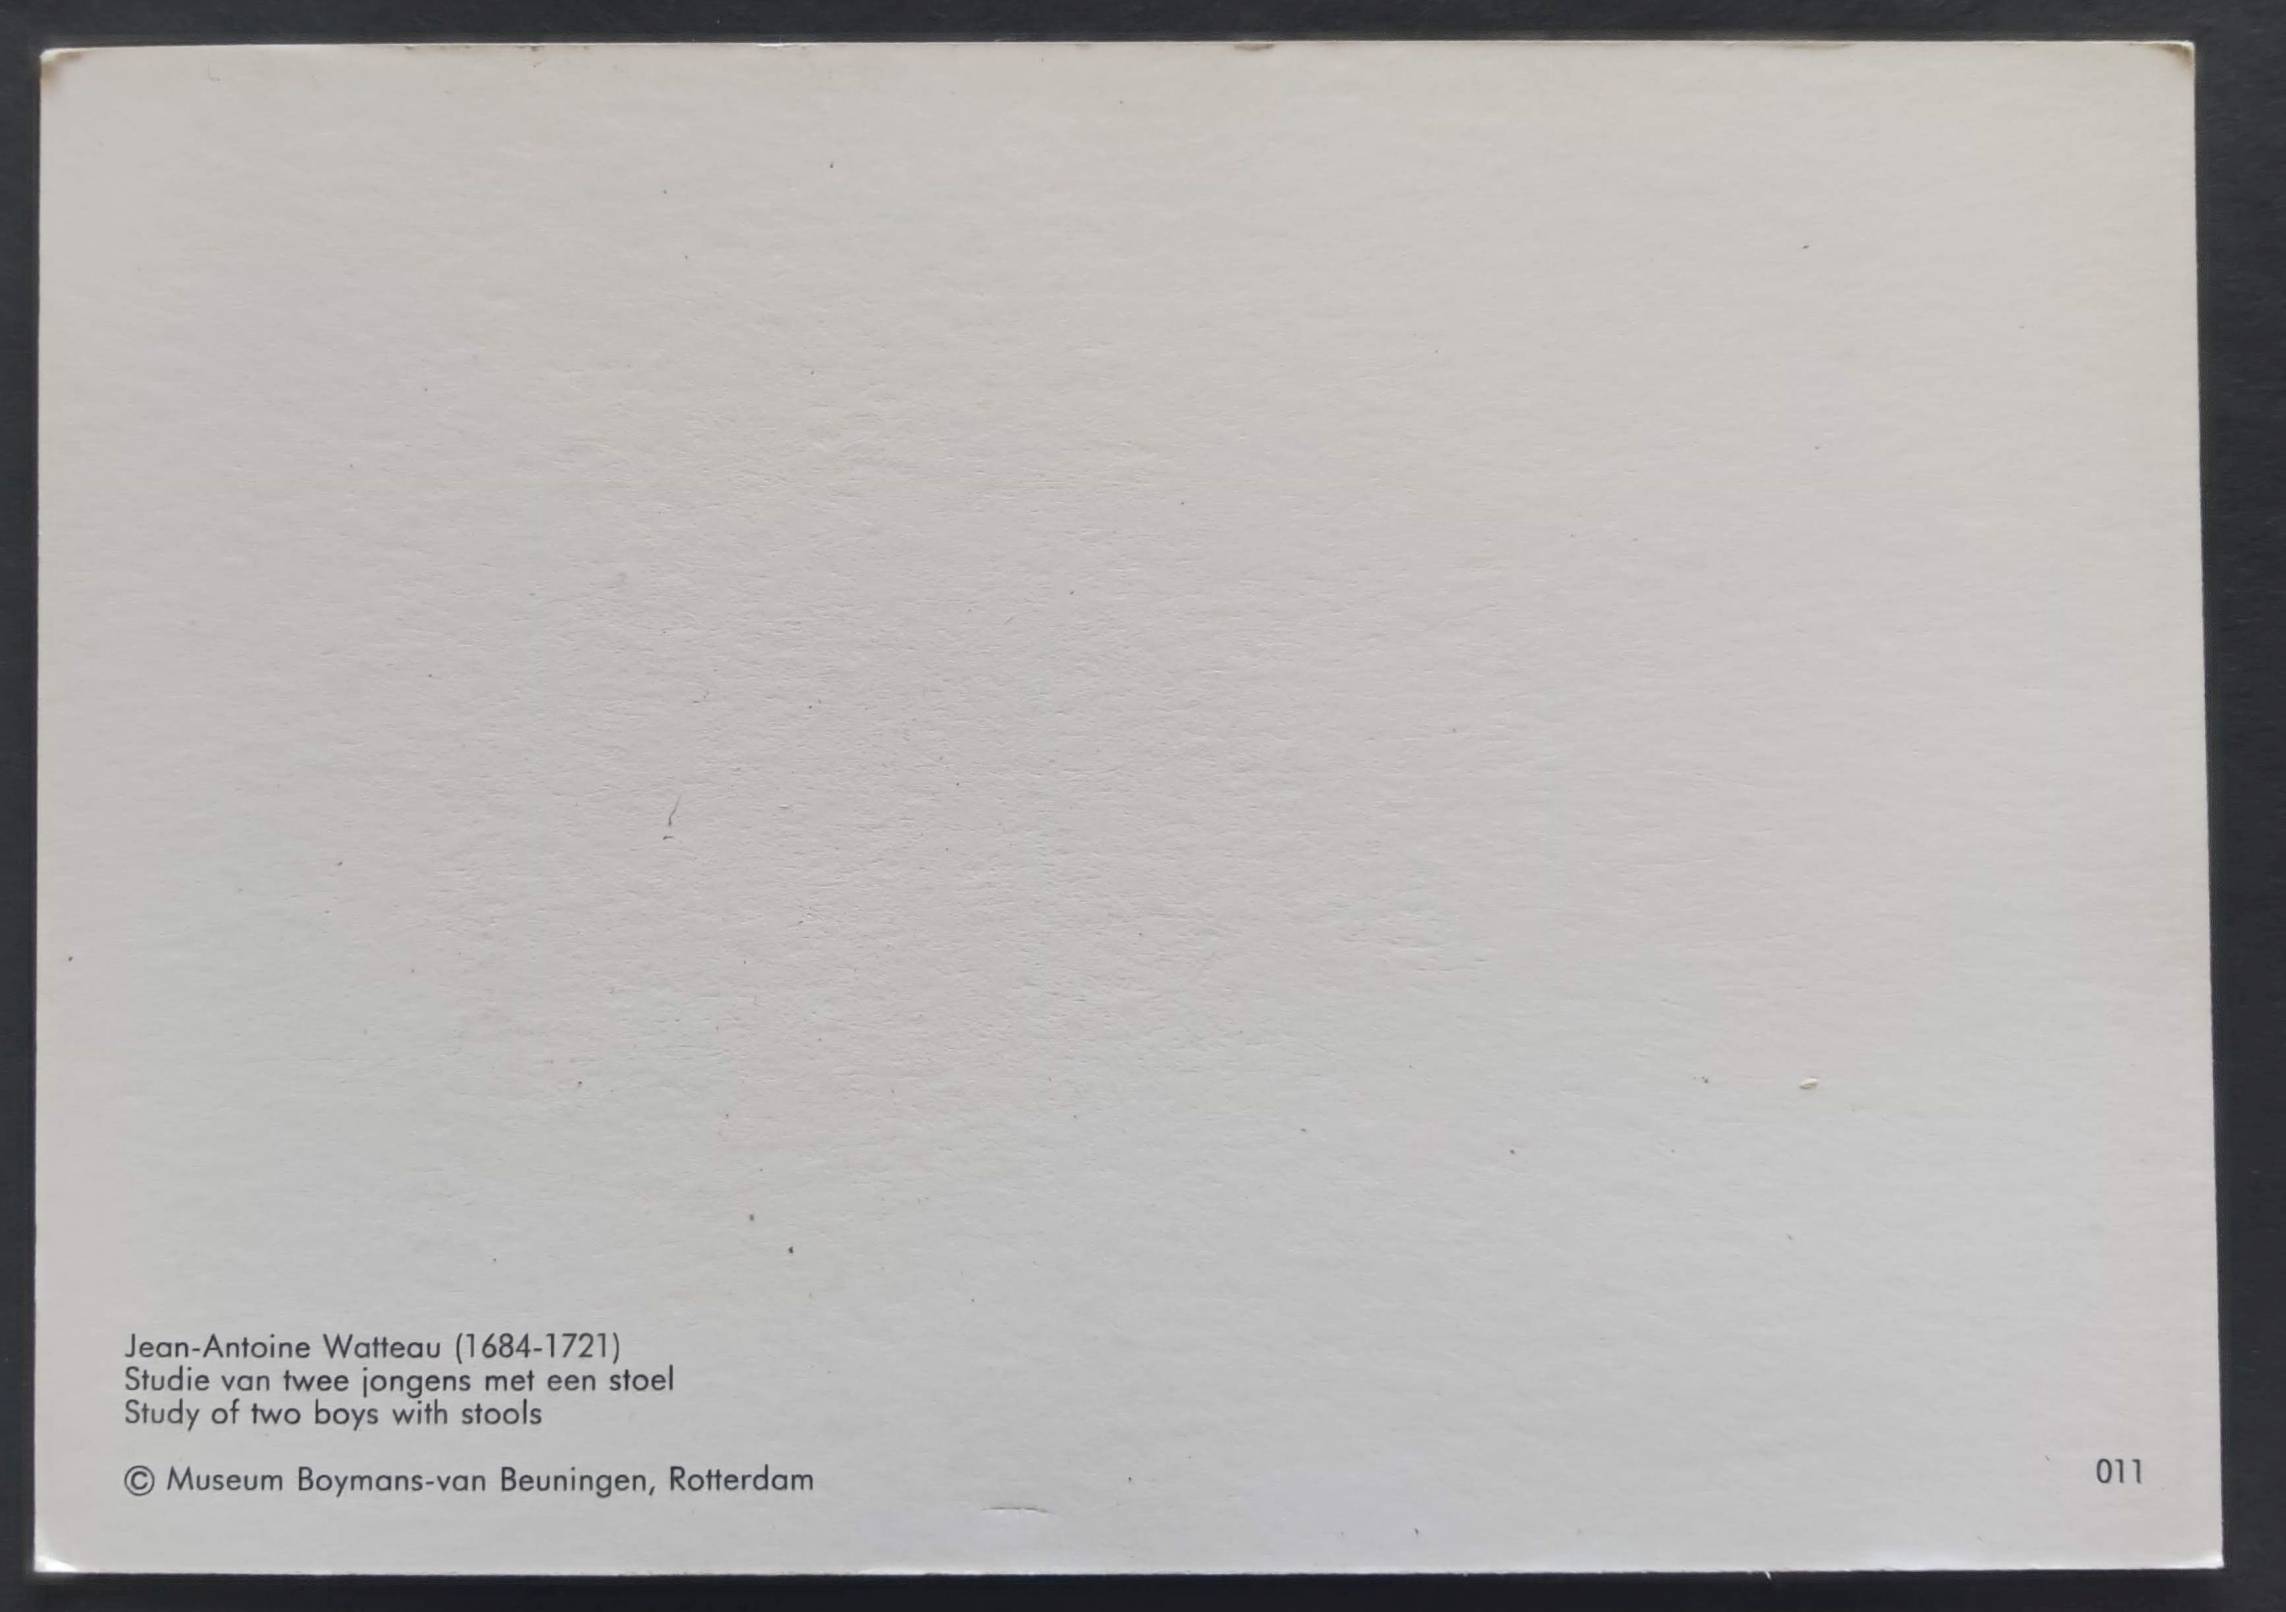 Jean-Antoine Watteau (1684-1721)
Studie van twee jongens met een stoel
Study of two boys with stools
© Museum Boymans-van Beuningen, Rotterdam
011